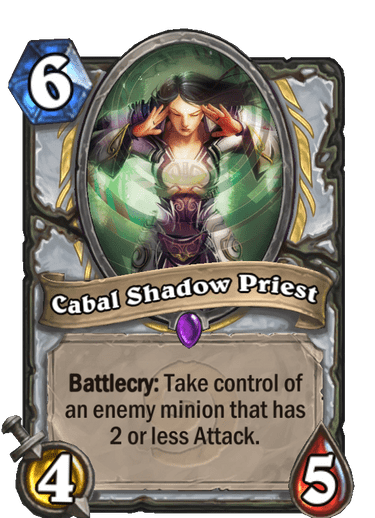 6
Cabal Shadow Priest
Battlecry: Take control of
an enemy minion that has
2 or less Attack.
4
5